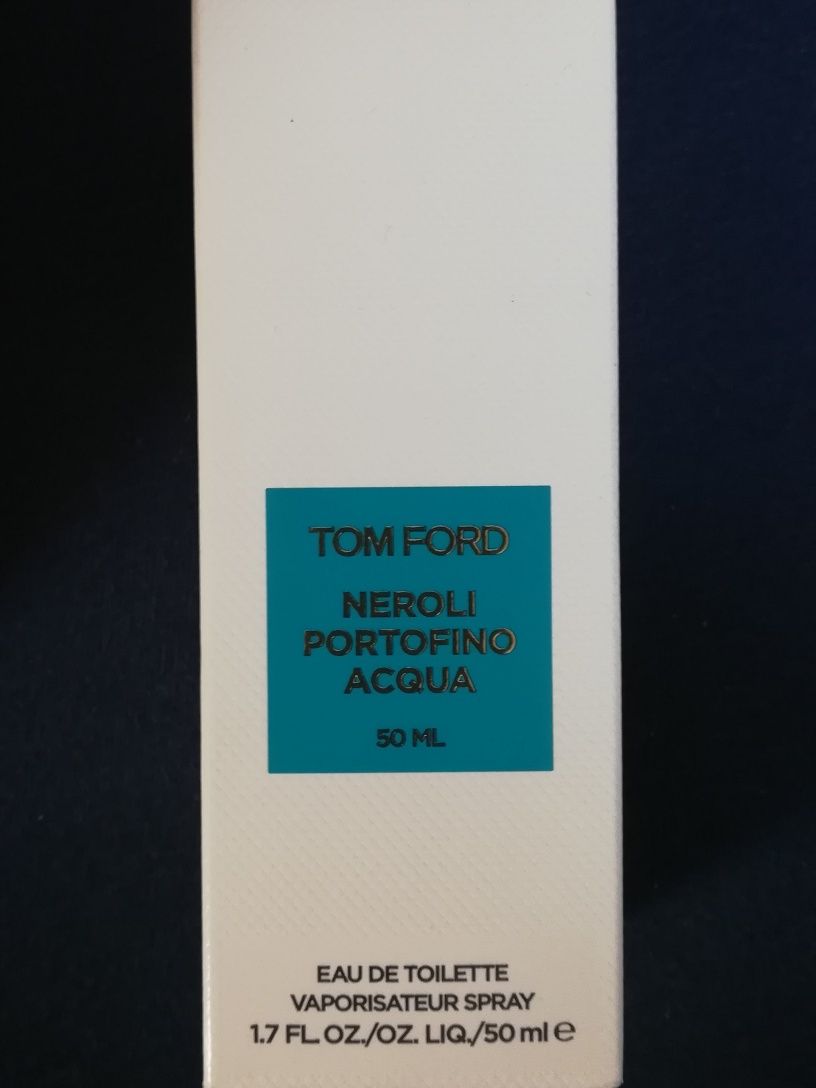 TOM FORD
NEROLI
PORTOFINO
ACQUA
50 ML
EAU DE TOILETTE
VAPORISATEUR SPRAY
1.7 FL. OZ./OZ. LIQ./50 ml ℮